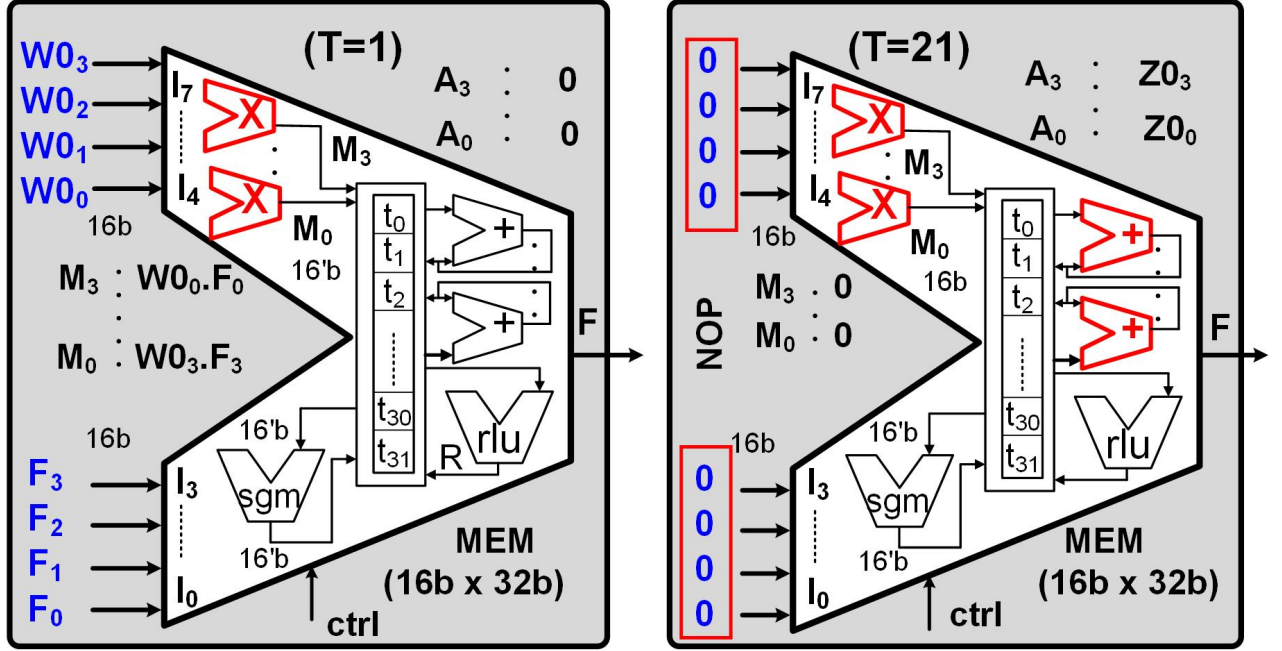 (T=1)
W0₃
W0₂
W0₁
W0₀
16b
I₇
I₄
X
X
M₃
M₀
16'b
A₃ : 0
A₀ : 0
M₃ : W0₀.F₀
M₀ : W0₃.F₃
t₀
t₁
t₂
t₃₀
t₃₁
+
+
F
rlu
R
16'b
sgm
16'b
16b
F₃
F₂
F₁
F₀
I₃
I₀
MEM
(16b x 32b)
ctrl
(T=21)
0
0
0
0
16b
I₇
I₄
X
X
M₃
M₀
16b
A₃ : Z0₃
A₀ : Z0₀
NOP
M₃ : 0
M₀ : 0
t₀
t₁
t₂
t₃₀
t₃₁
+
+
F
rlu
16'b
sgm
16'b
16b
0
0
0
0
I₃
I₀
MEM
(16b x 32b)
ctrl